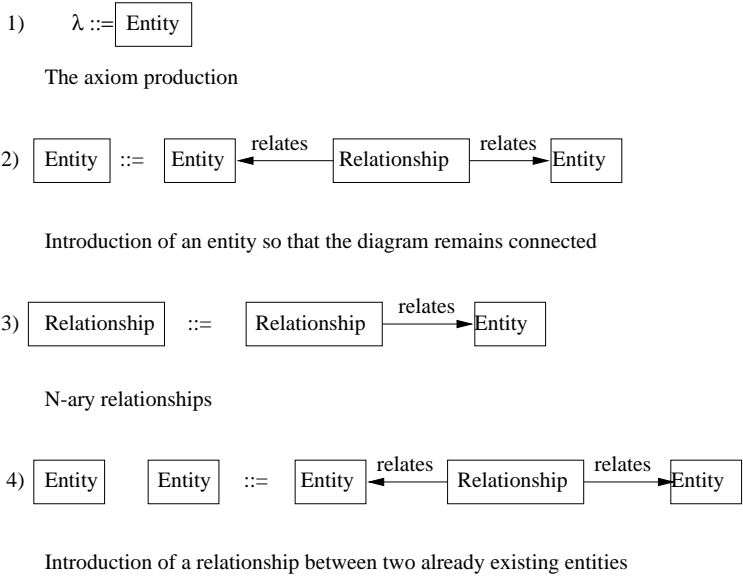 1) λ ::= Entity
The axiom production
relates relates
2) Entity ::= Entity Relationship Entity
Introduction of an entity so that the diagram remains connected
relates
3) Relationship ::= Relationship Entity
N-ary relationships
relates relates
4) Entity Entity ::= Entity Relationship Entity
Introduction of a relationship between two already existing entities